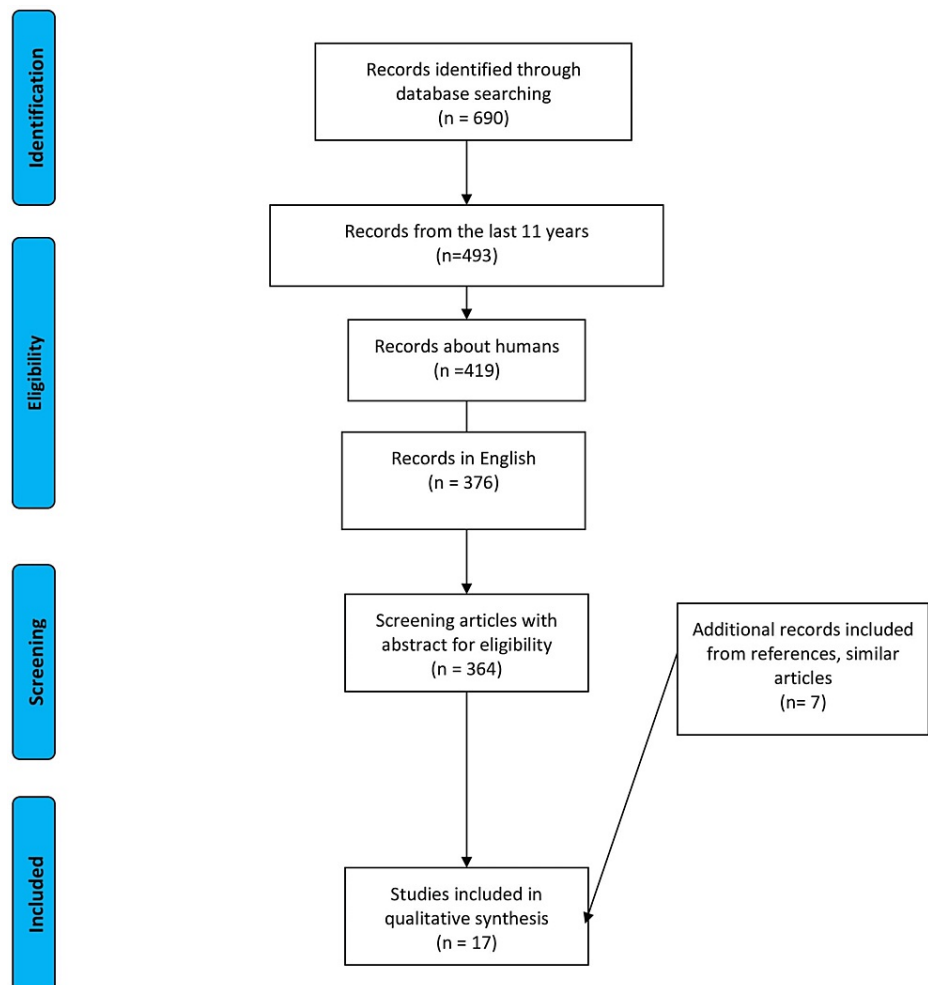 Identification
Records identified through
database searching
(n = 690)
Records from the last 11 years
(n=493)
Eligibility
Records about humans
(n =419)
Records in English
(n = 376)
Screening
Screening articles with
abstract for eligibility
(n = 364)
Additional records included
from references, similar
articles
(n= 7)
Included
Studies included in
qualitative synthesis
(n = 17)